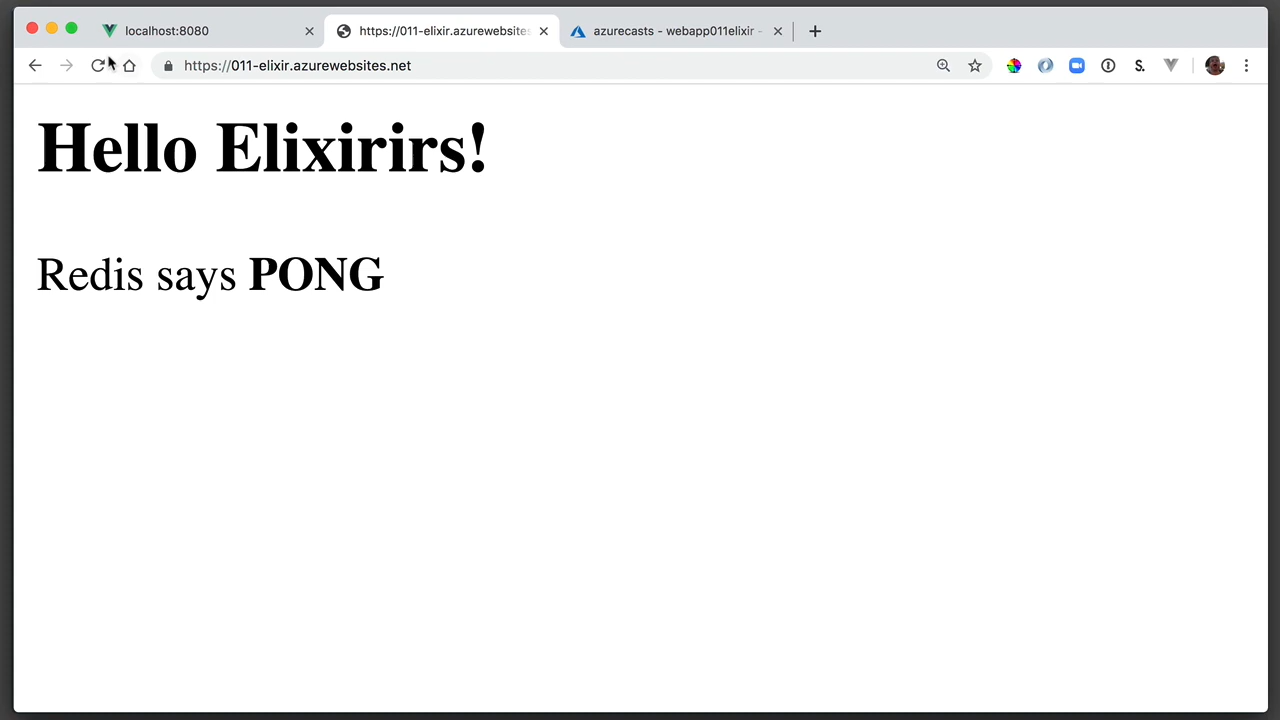 localhost:8080
https://011-elixir.azurewebsite
azurecasts - webapp011elixir -
https://011-elixir.azurewebsites.net
S.
Hello Elixirirs!
Redis says PONG